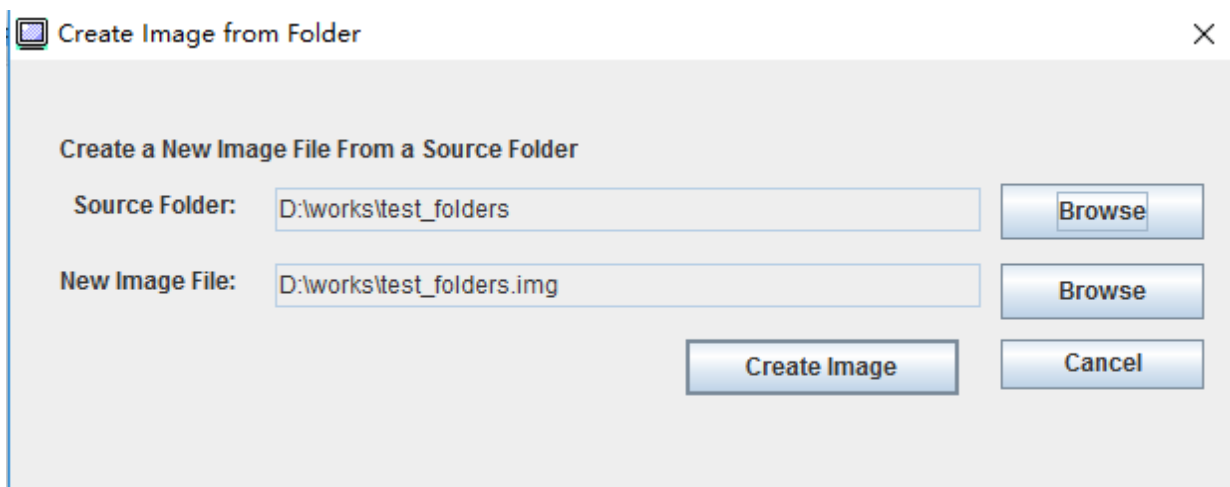 Create Image from Folder
Create a New Image File From a Source Folder
Source Folder: D:\works\test_folders Browse
New Image File: D:\works\test_folders.img Browse
Create Image Cancel